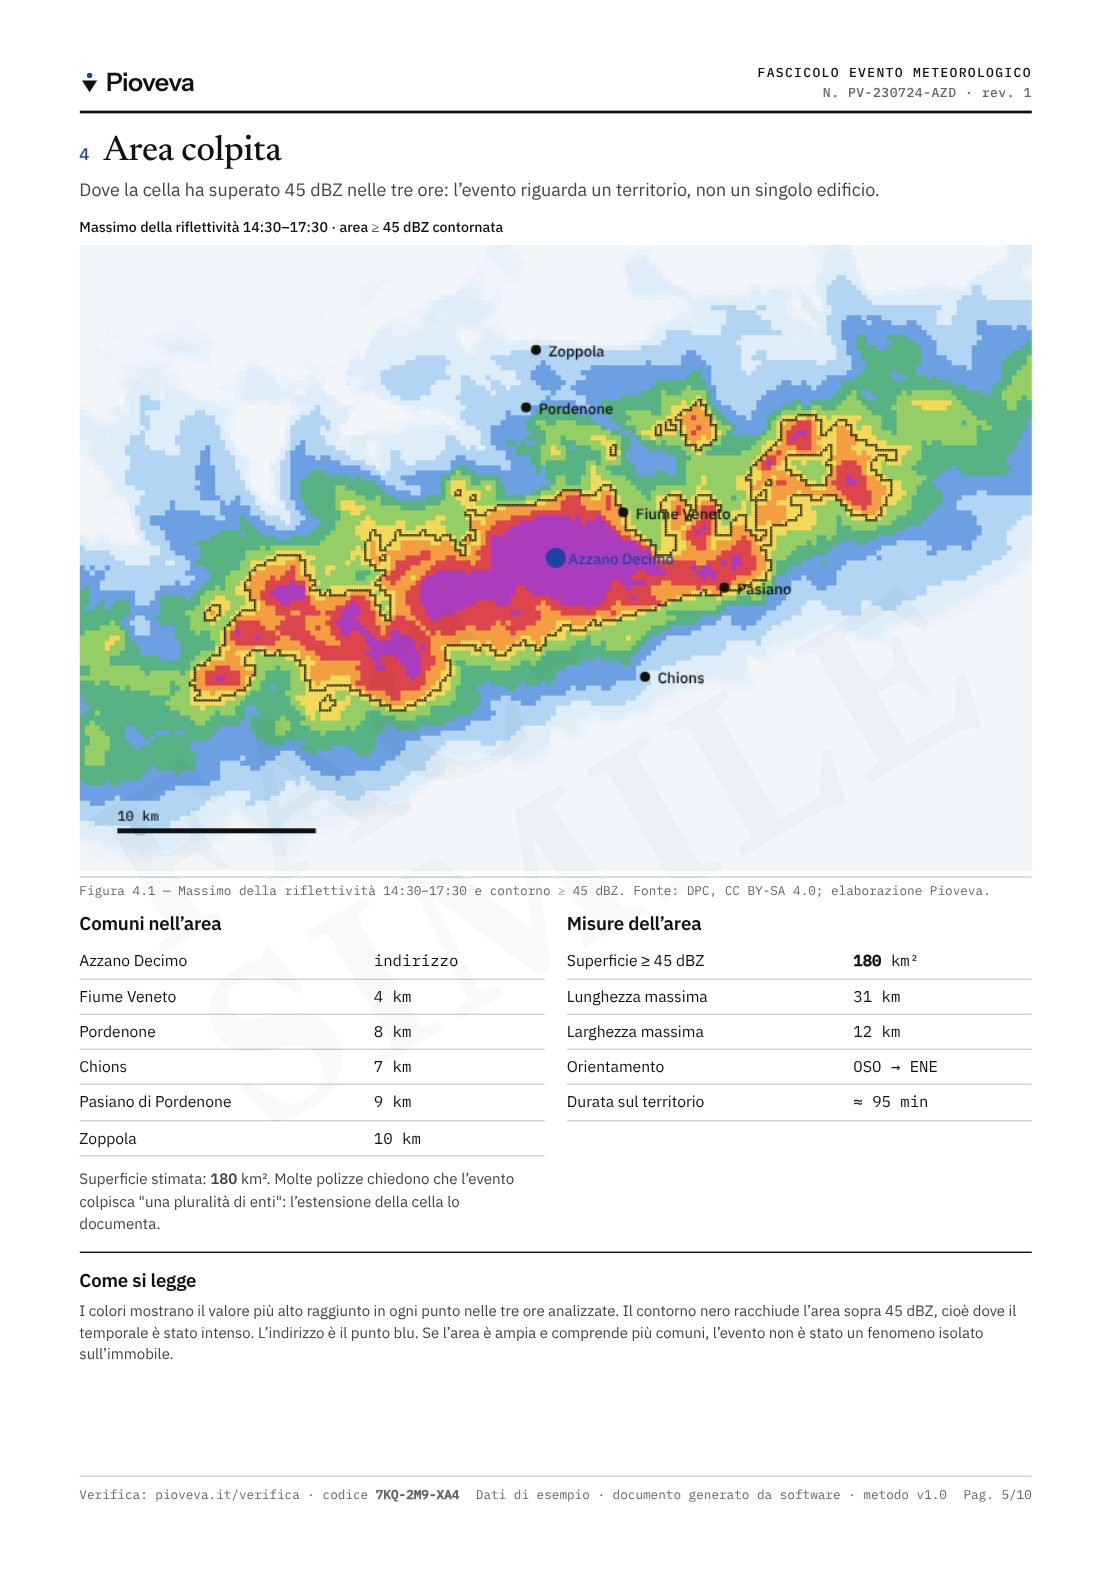 Pioveva
FASCICOLO EVENTO METEOROLOGICO
N. PV-230724-AZD · rev. 1
4 Area colpita
Dove la cella ha superato 45 dBZ nelle tre ore: l’evento riguarda un territorio, non un singolo edificio.
Massimo della riflettività 14:30–17:30 · area ≥ 45 dBZ contornata
Zoppola
Pordenone
Fiume Veneto
Azzano Decimo
Pasiano
Chions
10 km
FAC
SIMILE
Figura 4.1 — Massimo della riflettività 14:30–17:30 e contorno ≥ 45 dBZ. Fonte: DPC, CC BY-SA 4.0; elaborazione Pioveva.
Comuni nell’area
Azzano Decimo indirizzo
Fiume Veneto 4 km
Pordenone 8 km
Chions 7 km
Pasiano di Pordenone 9 km
Zoppola 10 km
Superficie stimata: 180 km². Molte polizze chiedono che l’evento
colpisca "una pluralità di enti": l’estensione della cella lo
documenta.
Misure dell’area
Superficie ≥ 45 dBZ 180 km²
Lunghezza massima 31 km
Larghezza massima 12 km
Orientamento OSO → ENE
Durata sul territorio ≈ 95 min
Come si legge
I colori mostrano il valore più alto raggiunto in ogni punto nelle tre ore analizzate. Il contorno nero racchiude l’area sopra 45 dBZ, cioè dove il
temporale è stato intenso. L’indirizzo è il punto blu. Se l’area è ampia e comprende più comuni, l’evento non è stato un fenomeno isolato
sull’immobile.
Verifica: pioveva.it/verifica · codice 7KQ-2M9-XA4 Dati di esempio · documento generato da software · metodo v1.0 Pag. 5/10